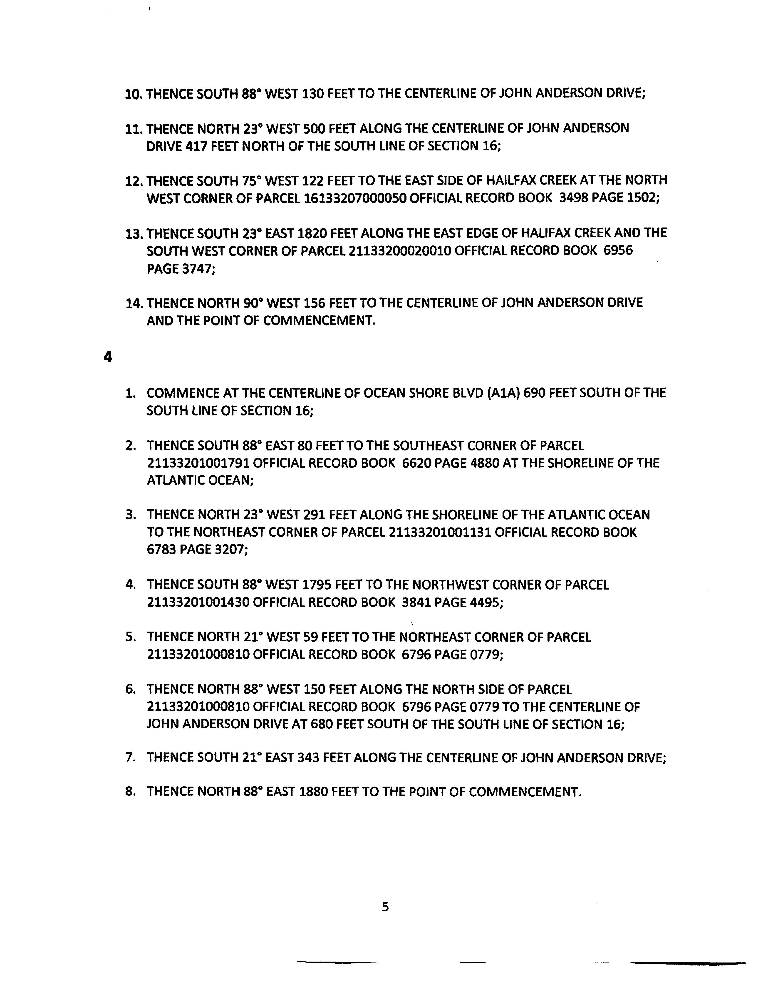 10. THENCE SOUTH 88° WEST 130 FEET TO THE CENTERLINE OF JOHN ANDERSON DRIVE;
11. THENCE NORTH 23° WEST 500 FEET ALONG THE CENTERLINE OF JOHN ANDERSON
DRIVE 417 FEET NORTH OF THE SOUTH LINE OF SECTION 16;
12. THENCE SOUTH 75° WEST 122 FEET TO THE EAST SIDE OF HAILFAX CREEK AT THE NORTH
WEST CORNER OF PARCEL 16133207000050 OFFICIAL RECORD BOOK 3498 PAGE 1502;
13. THENCE SOUTH 23° EAST 1820 FEET ALONG THE EAST EDGE OF HALIFAX CREEK AND THE
SOUTH WEST CORNER OF PARCEL 21133200020010 OFFICIAL RECORD BOOK 6956
PAGE 3747;
14. THENCE NORTH 90° WEST 156 FEET TO THE CENTERLINE OF JOHN ANDERSON DRIVE
AND THE POINT OF COMMENCEMENT.
4
1. COMMENCE AT THE CENTERLINE OF OCEAN SHORE BLVD (A1A) 690 FEET SOUTH OF THE
SOUTH LINE OF SECTION 16;
2. THENCE SOUTH 88° EAST 80 FEET TO THE SOUTHEAST CORNER OF PARCEL
21133201001791 OFFICIAL RECORD BOOK 6620 PAGE 4880 AT THE SHORELINE OF THE
ATLANTIC OCEAN;
3. THENCE NORTH 23° WEST 291 FEET ALONG THE SHORELINE OF THE ATLANTIC OCEAN
TO THE NORTHEAST CORNER OF PARCEL 21133201001131 OFFICIAL RECORD BOOK
6783 PAGE 3207;
4. THENCE SOUTH 88° WEST 1795 FEET TO THE NORTHWEST CORNER OF PARCEL
21133201001430 OFFICIAL RECORD BOOK 3841 PAGE 4495;
5. THENCE NORTH 21° WEST 59 FEET TO THE NORTHEAST CORNER OF PARCEL
21133201000810 OFFICIAL RECORD BOOK 6796 PAGE 0779;
6. THENCE NORTH 88° WEST 150 FEET ALONG THE NORTH SIDE OF PARCEL
21133201000810 OFFICIAL RECORD BOOK 6796 PAGE 0779 TO THE CENTERLINE OF
JOHN ANDERSON DRIVE AT 680 FEET SOUTH OF THE SOUTH LINE OF SECTION 16;
7. THENCE SOUTH 21° EAST 343 FEET ALONG THE CENTERLINE OF JOHN ANDERSON DRIVE;
8. THENCE NORTH 88° EAST 1880 FEET TO THE POINT OF COMMENCEMENT.
5